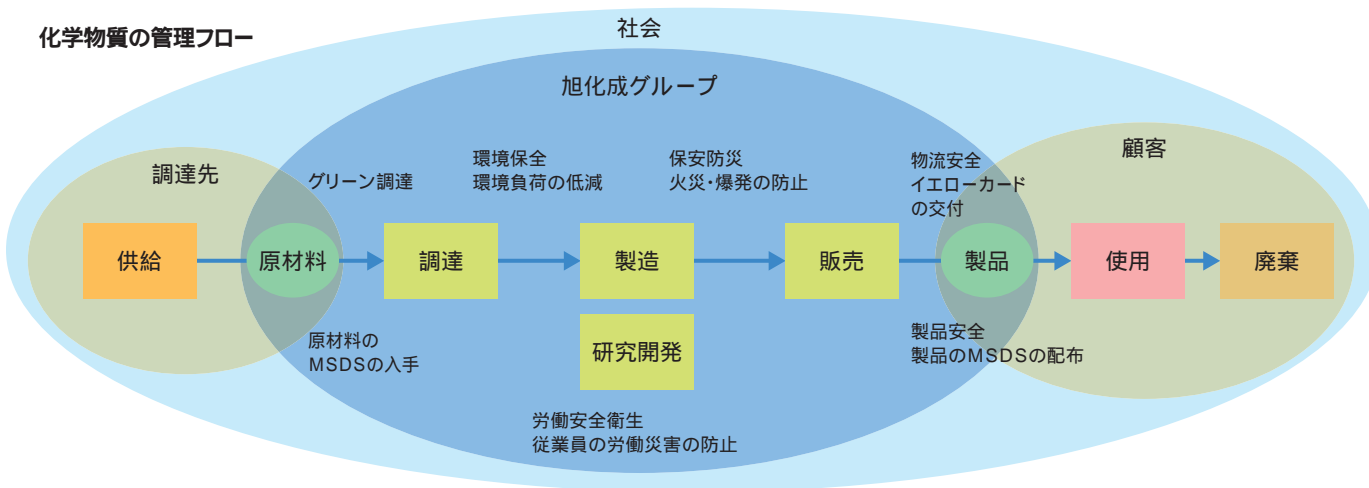 化学物質の管理フロー
社会
旭化成グループ
調達先
グリーン調達
環境保全
環境負荷の低減
保安防災
火災・爆発の防止
物流安全
イエローカード
の交付
顧客
供給
原材料
調達
製造
販売
製品
使用
廃棄
原材料の
MSDSの入手
研究開発
製品安全
製品のMSDSの配布
労働安全衛生
従業員の労働災害の防止